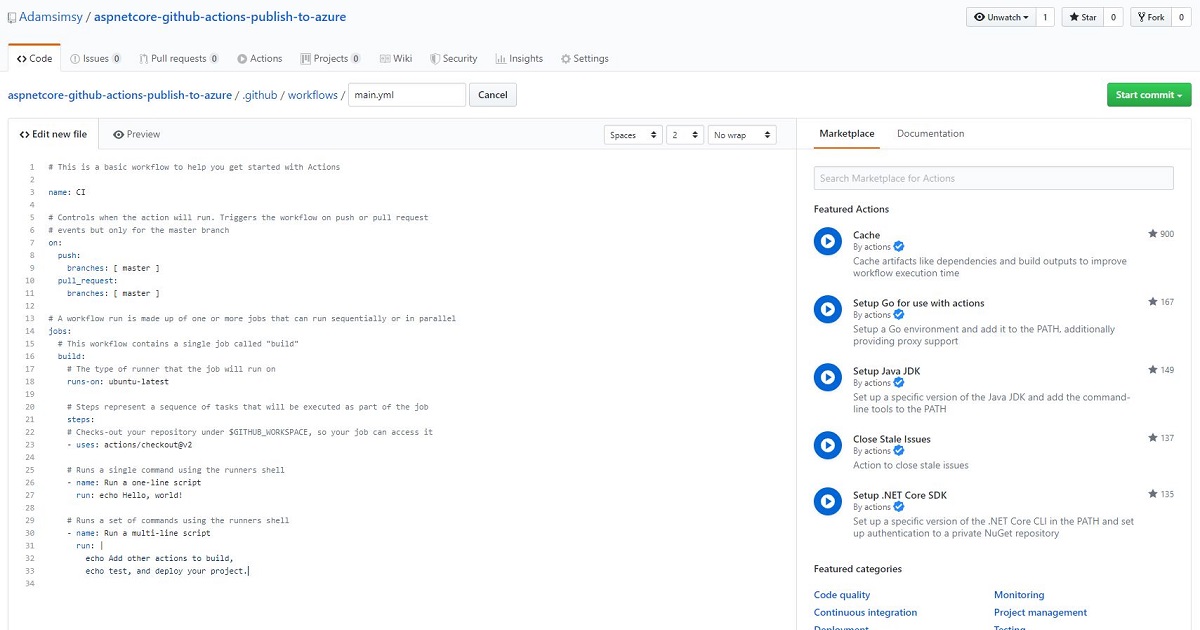 Adamsimsy / aspnetcore-github-actions-publish-to-azure
Unwatch 1 Star 0 Fork 0
Code Issues 0 Pull requests 0 Actions Projects 0 Wiki Security Insights Settings
aspnetcore-github-actions-publish-to-azure / .github / workflows / main.yml Cancel Start commit
Edit new file Preview Spaces 2 No wrap
1 # This is a basic workflow to help you get started with Actions
2
3 name: CI
4
5 # Controls when the action will run. Triggers the workflow on push or pull request
6 # events but only for the master branch
7 on:
8 push:
9 branches: [ master ]
10 pull_request:
11 branches: [ master ]
12
13 # A workflow run is made up of one or more jobs that can run sequentially or in parallel
14 jobs:
15 # This workflow contains a single job called "build"
16 build:
17 # The type of runner that the job will run on
18 runs-on: ubuntu-latest
19
20 # Steps represent a sequence of tasks that will be executed as part of the job
21 steps:
22 # Checks-out your repository under $GITHUB_WORKSPACE, so your job can access it
23 - uses: actions/checkout@v2
24
25 # Runs a single command using the runners shell
26 - name: Run a one-line script
27 run: echo Hello, world!
28
29 # Runs a set of commands using the runners shell
30 - name: Run a multi-line script
31 run: |
32 echo Add other actions to build,
33 echo test, and deploy your project.
34
Marketplace Documentation
Search Marketplace for Actions
Featured Actions
Cache 900
By actions
Cache artifacts like dependencies and build outputs to improve
workflow execution time
Setup Go for use with actions 167
By actions
Setup a Go environment and add it to the PATH, additionally
providing proxy support
Setup Java JDK 149
By actions
Set up a specific version of the Java JDK and add the command-
line tools to the PATH
Close Stale Issues 137
By actions
Action to close stale issues
Setup .NET Core SDK 135
By actions
Set up a specific version of the .NET Core CLI in the PATH and set
up authentication to a private NuGet repository
Featured categories
Code quality Monitoring
Continuous integration Project management
Deployment Testing